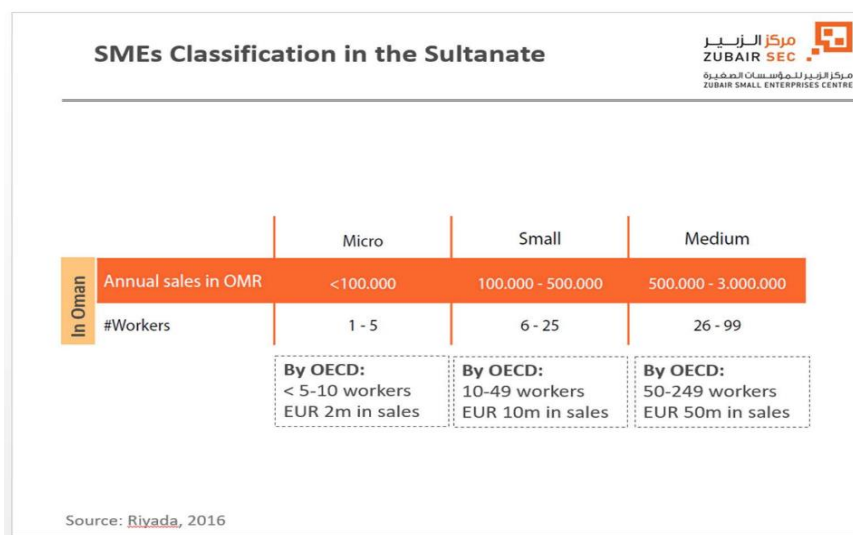 SMEs Classification in the Sultanate
مركز الزبير
ZUBAIR SEC
مركز الزبير للمؤسسات الصغيرة
ZUBAIR SMALL ENTERPRISES CENTRE
Micro Small Medium
In Oman
Annual sales in OMR <100.000 100.000 - 500.000 500.000 - 3.000.000
#Workers 1 - 5 6 - 25 26 - 99
By OECD:
< 5-10 workers
EUR 2m in sales
By OECD:
10-49 workers
EUR 10m in sales
By OECD:
50-249 workers
EUR 50m in sales
Source: Riyada, 2016